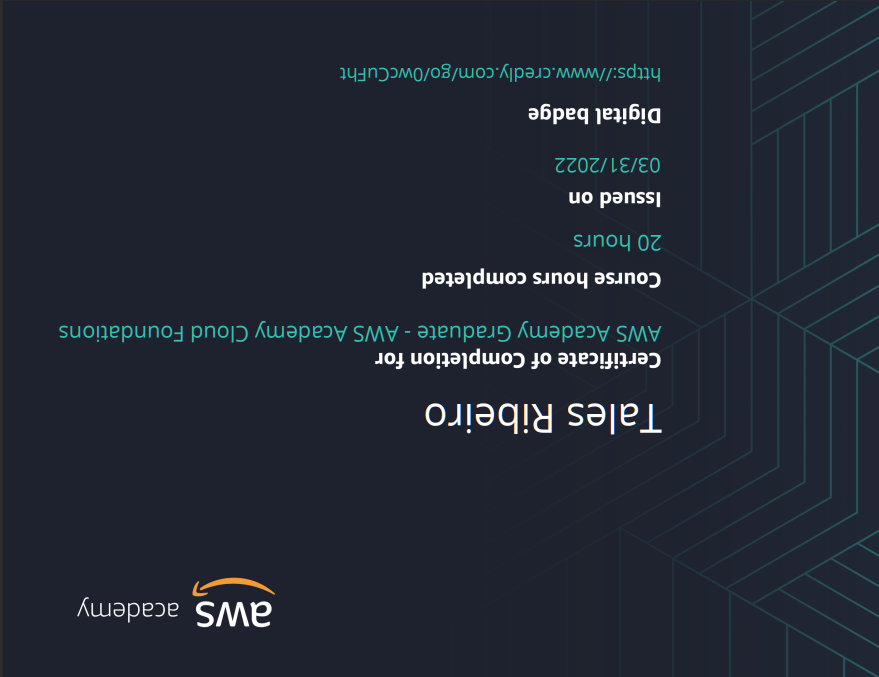 aws academy
Tales Ribeiro
Certificate of Completion for
AWS Academy Graduate - AWS Academy Cloud Foundations
Course hours completed
20 hours
Issued on
03/31/2022
Digital badge
https://www.credly.com/go/0wcCuFht